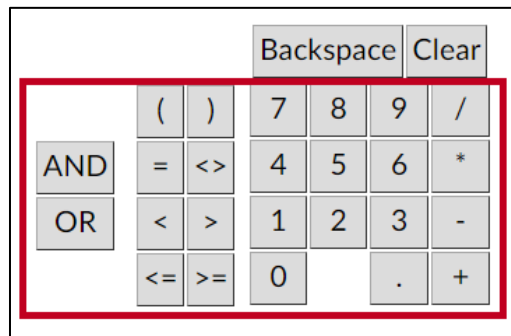 Backspace Clear
( ) 7 8 9 /
AND = <> 4 5 6 *
OR < > 1 2 3 -
<= >= 0 . +